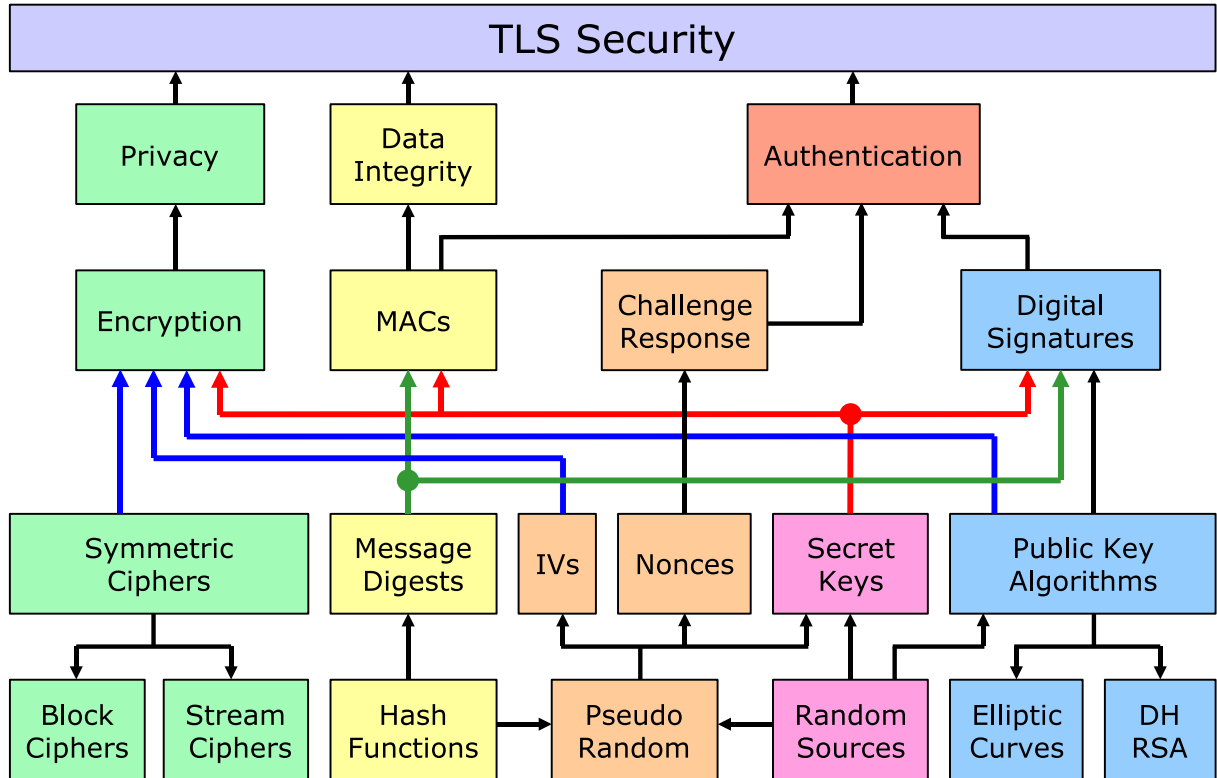 TLS Security
Privacy
Data
Integrity
Authentication
Encryption
MACs
Challenge
Response
Digital
Signatures
Symmetric
Ciphers
Message
Digests
IVs
Nonces
Secret
Keys
Public Key
Algorithms
Block
Ciphers
Stream
Ciphers
Hash
Functions
Pseudo
Random
Random
Sources
Elliptic
Curves
DH
RSA